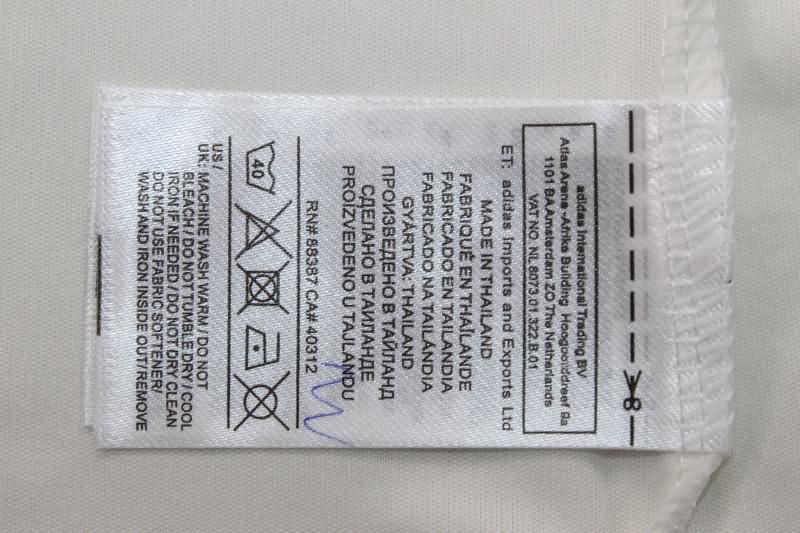 adidas International Trading BV
Atlas Arena -Afrika Building Hoogoorddreef 9a
1101 BA Amsterdam ZO The Netherlands
VAT NO. NL 8073.01.322.B.01
ET: adidas Imports and Exports Ltd
MADE IN THAILAND
FABRIQUÉ EN THAÏLANDE
FABRICADO EN TAILANDIA
FABRICADO NA TAILÂNDIA
GYÁRTVA: THAILAND
ПРОИЗВЕДЕНО В ТАЙЛАНД
СДЕЛАНО В ТАИЛАНДЕ
PROIZVEDENO U TAJLANDU
RN# 88387 CA# 40312
40
US /
UK: MACHINE WASH WARM / DO NOT
BLEACH / DO NOT TUMBLE DRY / COOL
IRON IF NEEDED / DO NOT DRY CLEAN
DO NOT USE FABRIC SOFTENER/
WASH AND IRON INSIDE OUT/REMOVE